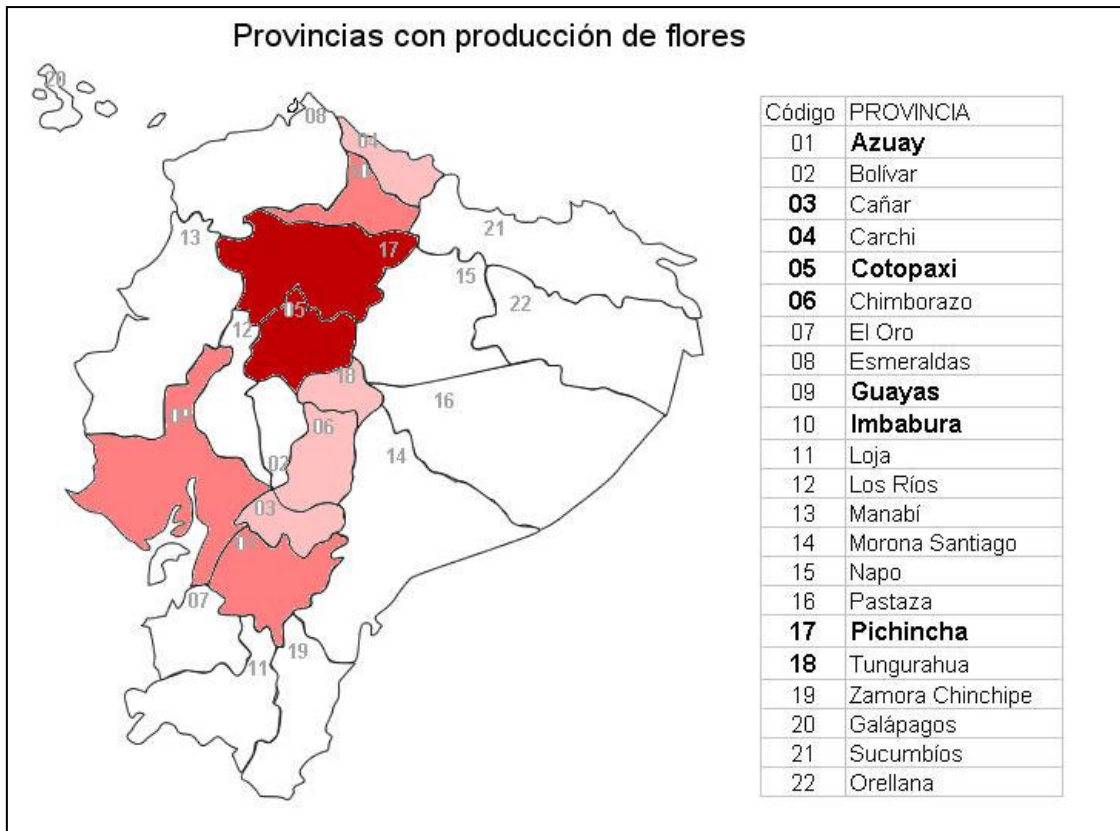 Provincias con producción de flores
20
08
04
21
13
17
15
22
05
12
18
16
06
14
02
03
07
19
11
Código PROVINCIA
01 Azuay
02 Bolívar
03 Cañar
04 Carchi
05 Cotopaxi
06 Chimborazo
07 El Oro
08 Esmeraldas
09 Guayas
10 Imbabura
11 Loja
12 Los Ríos
13 Manabí
14 Morona Santiago
15 Napo
16 Pastaza
17 Pichincha
18 Tungurahua
19 Zamora Chinchipe
20 Galápagos
21 Sucumbíos
22 Orellana